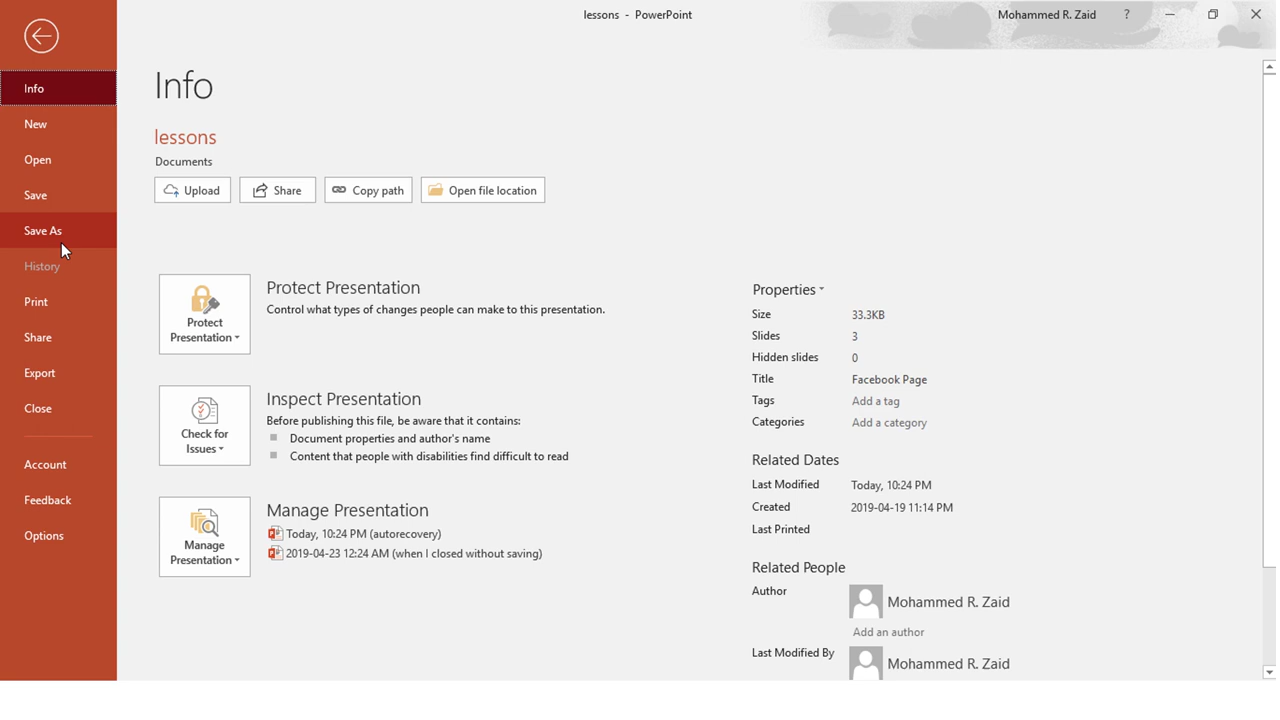 lessons - PowerPoint
Mohammed R. Zaid
?
Info
New
Open
Save
Save As
History
Print
Share
Export
Close
Account
Feedback
Options
Info
lessons
Documents
Upload
Share
Copy path
Open file location
Protect Presentation
Protect Presentation
Control what types of changes people can make to this presentation.
Check for Issues
Inspect Presentation
Before publishing this file, be aware that it contains:
Document properties and author's name
Content that people with disabilities find difficult to read
Manage Presentation
Manage Presentation
Today, 10:24 PM (autorecovery)
2019-04-23 12:24 AM (when I closed without saving)
Properties
Size 33.3KB
Slides 3
Hidden slides 0
Title Facebook Page
Tags Add a tag
Categories Add a category
Related Dates
Last Modified Today, 10:24 PM
Created 2019-04-19 11:14 PM
Last Printed
Related People
Author Mohammed R. Zaid
Add an author
Last Modified By Mohammed R. Zaid